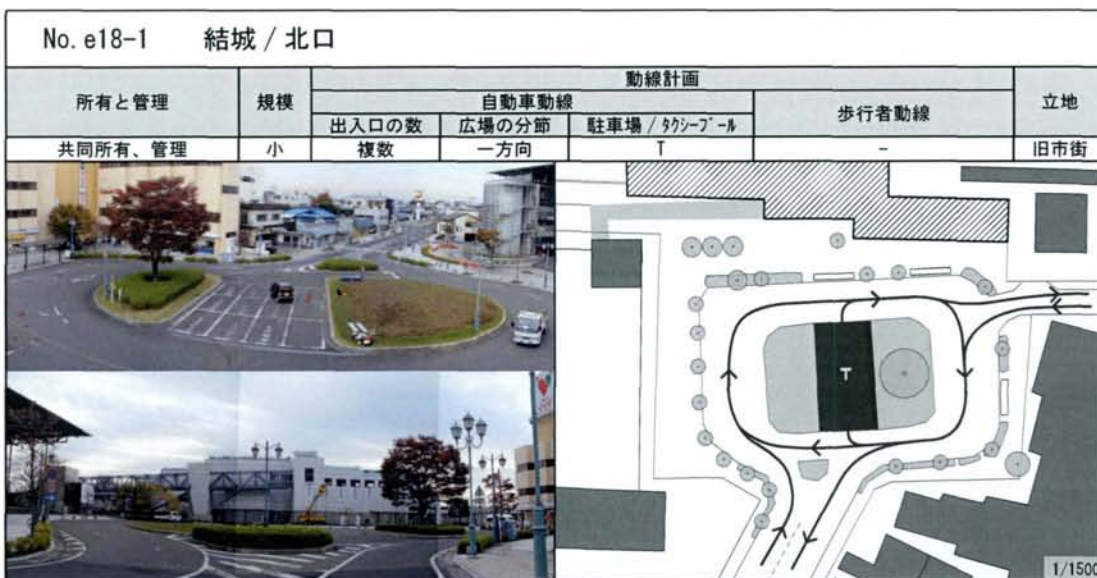 No. e18-1 結城 / 北口
所有と管理 規模 動線計画 立地
自動車動線 歩行者動線
出入口の数 広場の分節 駐車場 / タクシープール
共同所有、管理 小 複数 一方向 T - 旧市街
T
1/1500